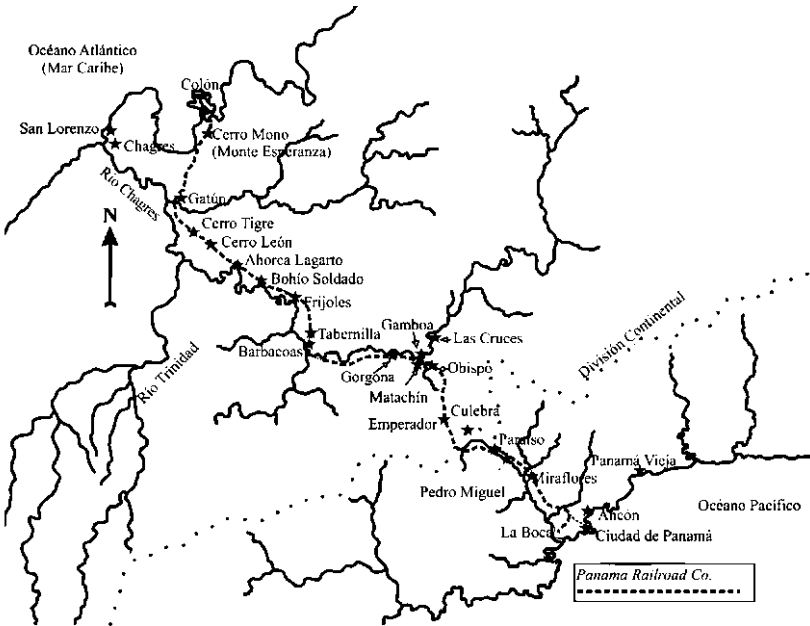 Océano Atlántico
(Mar Caribe)
Colón
San Lorenzo
Chagres
Cerro Mono
(Monte Esperanza)
Río Chagres
Gatún
N
Cerro Tigre
Cerro León
Ahorca Lagarto
Bohío Soldado
Frijoles
Tabernilla
Barbacoas
Gamboa
Las Cruces
División Continental
Río Trinidad
Gorgona
Obispo
Matachín
Culebra
Emperador
Paraíso
Panamá Vieja
Miraflores
Pedro Miguel
Océano Pacífico
Ancón
La Boca
Ciudad de Panamá
Panama Railroad Co.